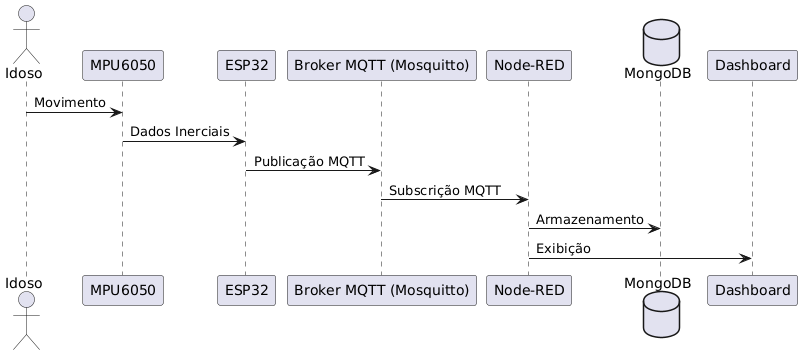 Idoso
MPU6050
ESP32
Broker MQTT (Mosquitto)
Node-RED
MongoDB
Dashboard
Movimento
Dados Inerciais
Publicação MQTT
Subscrição MQTT
Armazenamento
Exibição
Idoso
MPU6050
ESP32
Broker MQTT (Mosquitto)
Node-RED
MongoDB
Dashboard